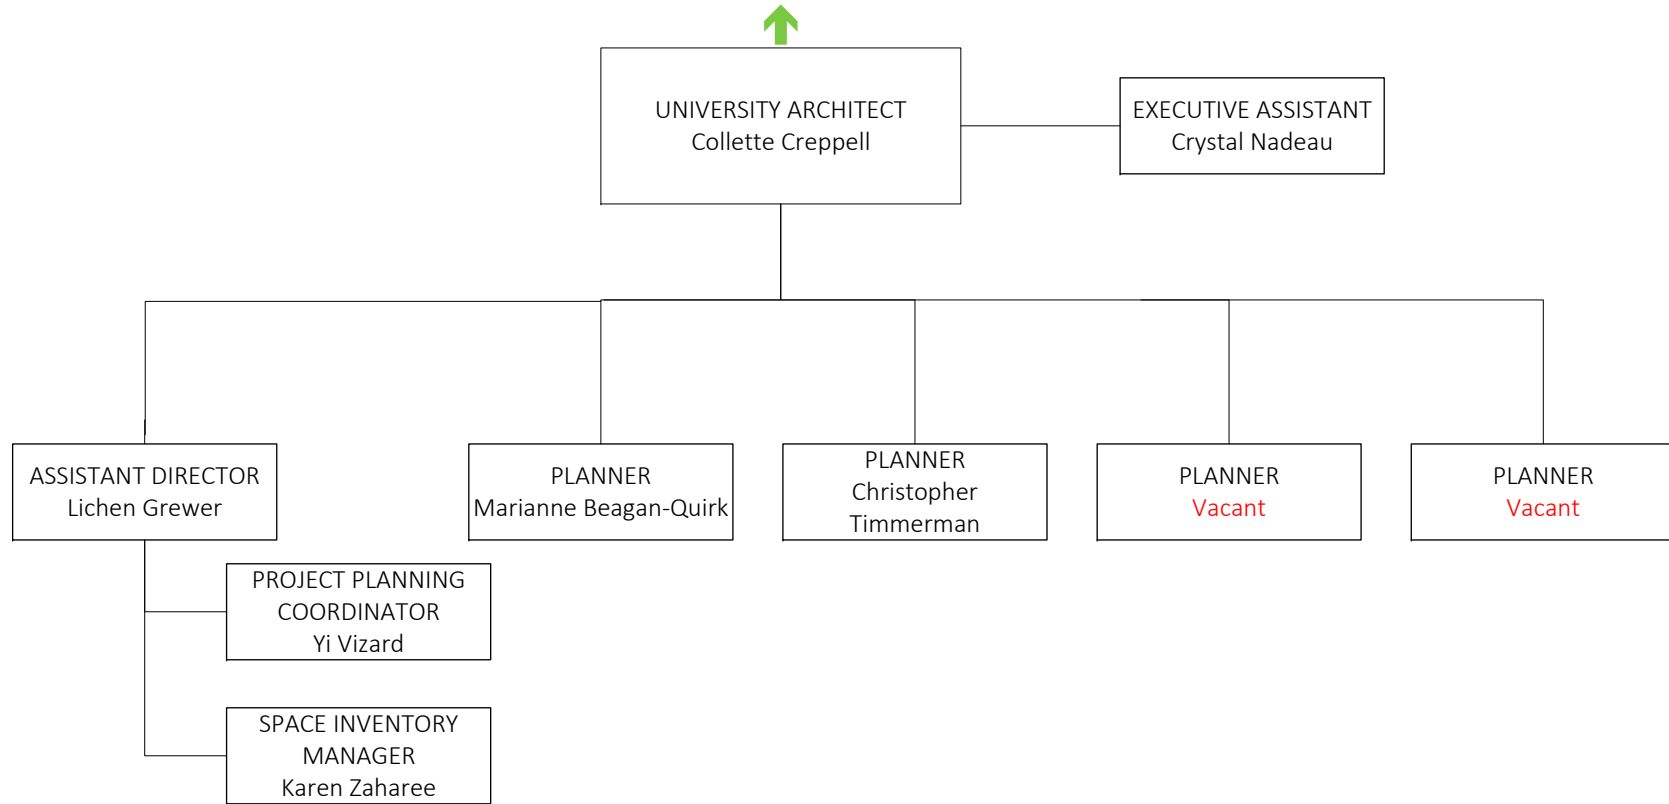 UNIVERSITY ARCHITECT
Collette Creppell
EXECUTIVE ASSISTANT
Crystal Nadeau
ASSISTANT DIRECTOR
Lichen Grewer
PLANNER
Marianne Beagan-Quirk
PLANNER
Christopher
Timmerman
PLANNER
Vacant
PLANNER
Vacant
PROJECT PLANNING
COORDINATOR
Yi Vizard
SPACE INVENTORY
MANAGER
Karen Zaharee